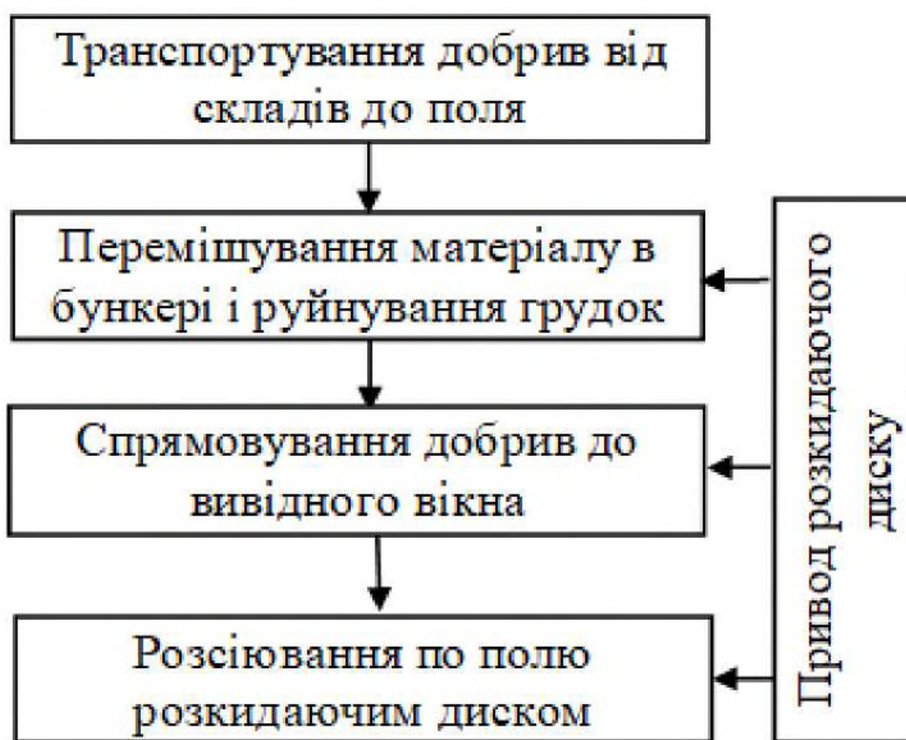 Транспортування добрив від
складів до поля
Перемішування матеріалу в
бункері і руйнування грудок
Спрямовування добрив до
вивідного вікна
Розсіювання по полю
розкидаючим диском
Привод розкидаючого
диску